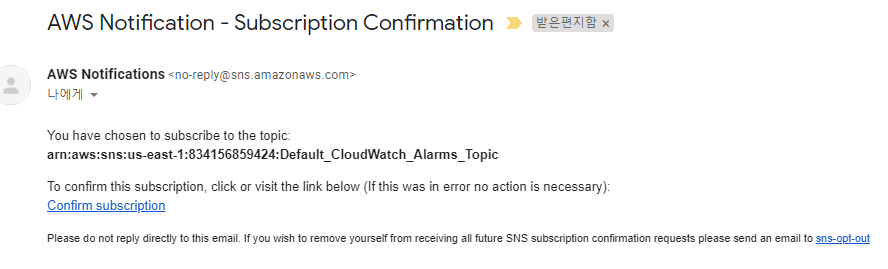 AWS Notification - Subscription Confirmation 받은편지함 ×
AWS Notifications <no-reply@sns.amazonaws.com>
나에게
You have chosen to subscribe to the topic:
arn:aws:sns:us-east-1:834156859424:Default_CloudWatch_Alarms_Topic
To confirm this subscription, click or visit the link below (If this was in error no action is necessary):
Confirm subscription
Please do not reply directly to this email. If you wish to remove yourself from receiving all future SNS subscription confirmation requests please send an email to sns-opt-out